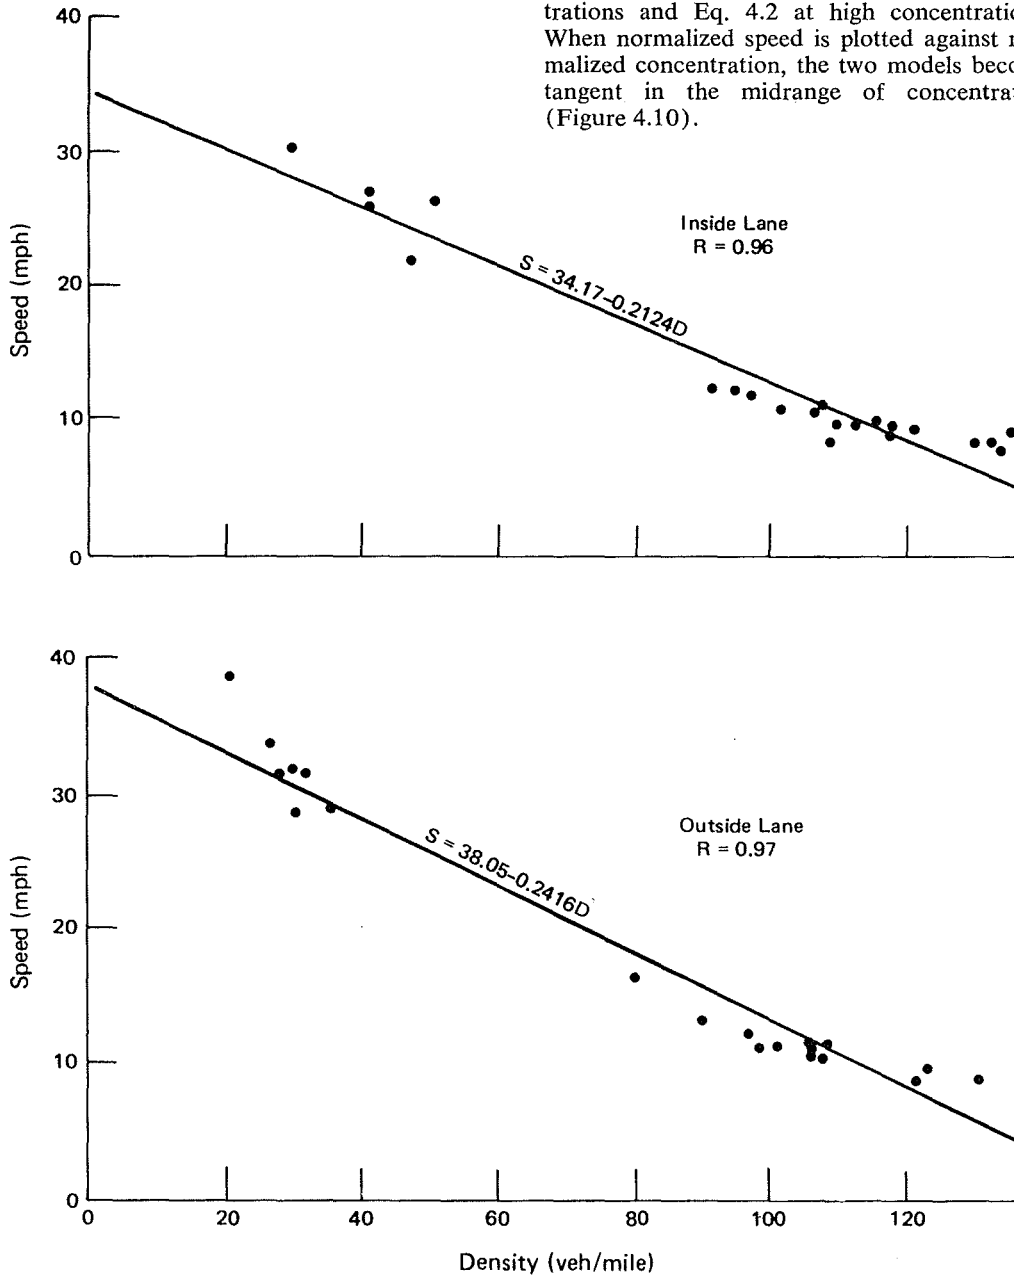 trations and Eq. 4.2 at high
When normalized speed is plotted against
malized concentration, the two models
tangent in the midrange of
(Figure 4.10).
40
30
20
10
0
Speed (mph)
Inside Lane
R = 0.96
S = 34.17–0.2124D
40
30
20
10
0
Speed (mph)
Outside Lane
R = 0.97
S = 38.05–0.2416D
0 20 40 60 80 100 120
Density (veh/mile)